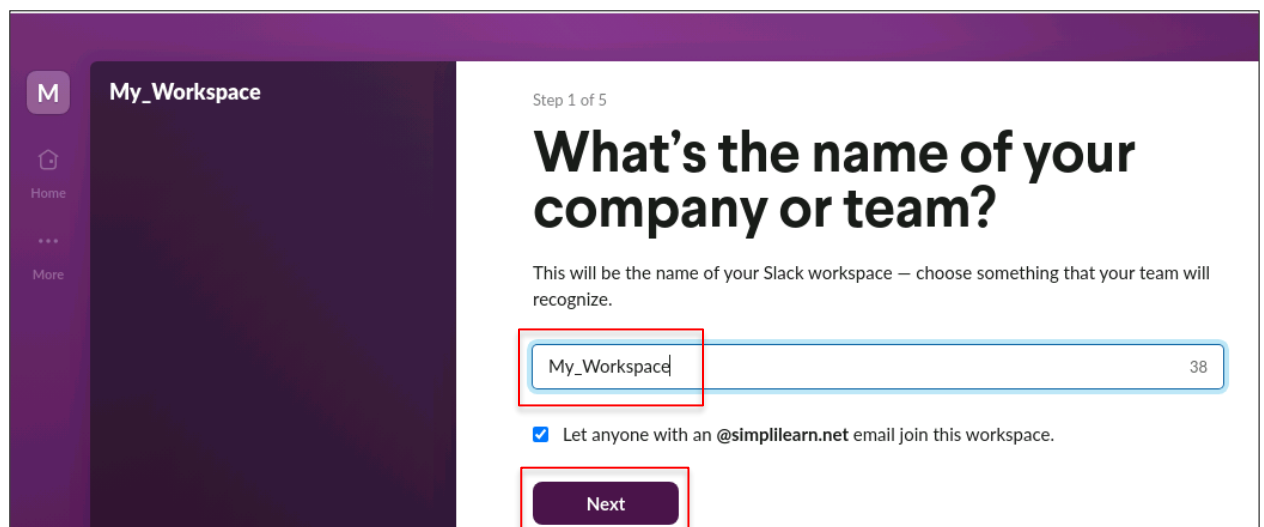 M
My_Workspace
Home
More
Step 1 of 5
What's the name of your
company or team?
This will be the name of your Slack workspace — choose something that your team will
recognize.
My_Workspace 38
Let anyone with an @simplilearn.net email join this workspace.
Next